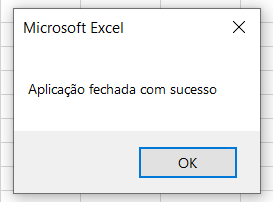 Microsoft Excel
Aplicação fechada com sucesso
OK